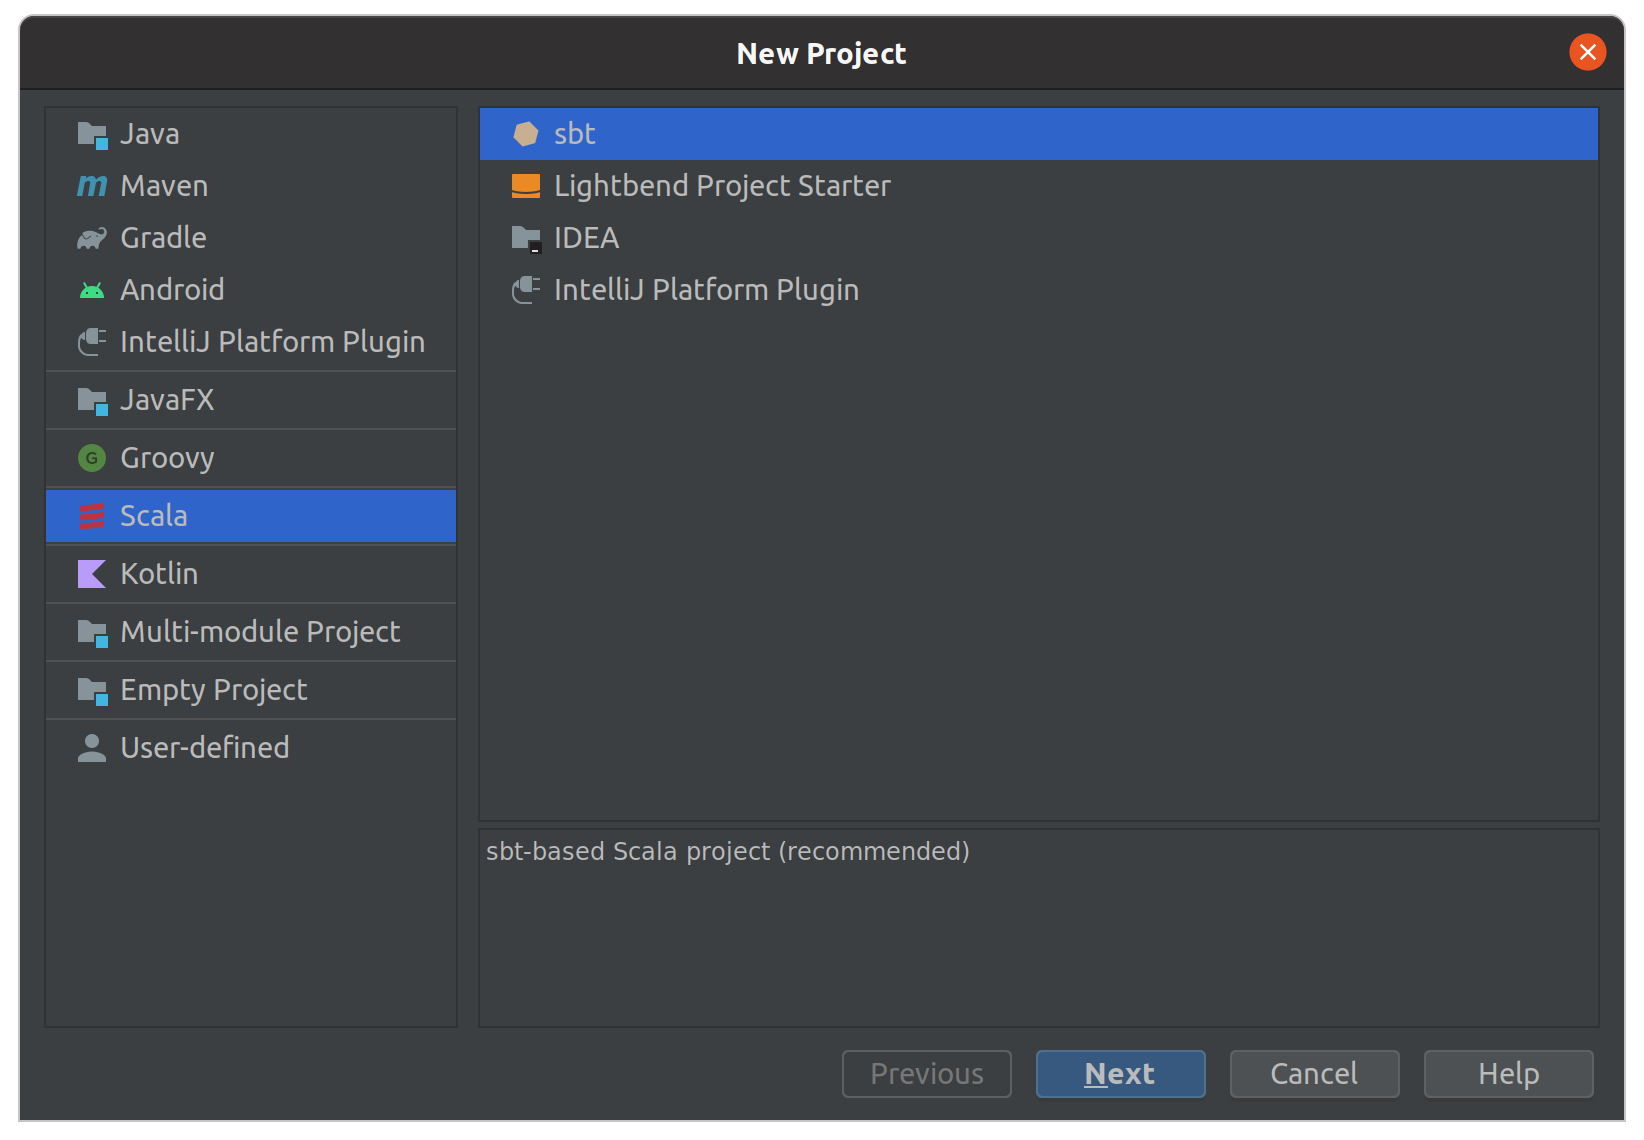 New Project
Java
Maven
Gradle
Android
IntelliJ Platform Plugin
JavaFX
G
Groovy
Scala
Kotlin
Multi-module Project
Empty Project
User-defined
sbt
Lightbend Project Starter
IDEA
IntelliJ Platform Plugin
sbt-based Scala project (recommended)
Previous
Next
Cancel
Help